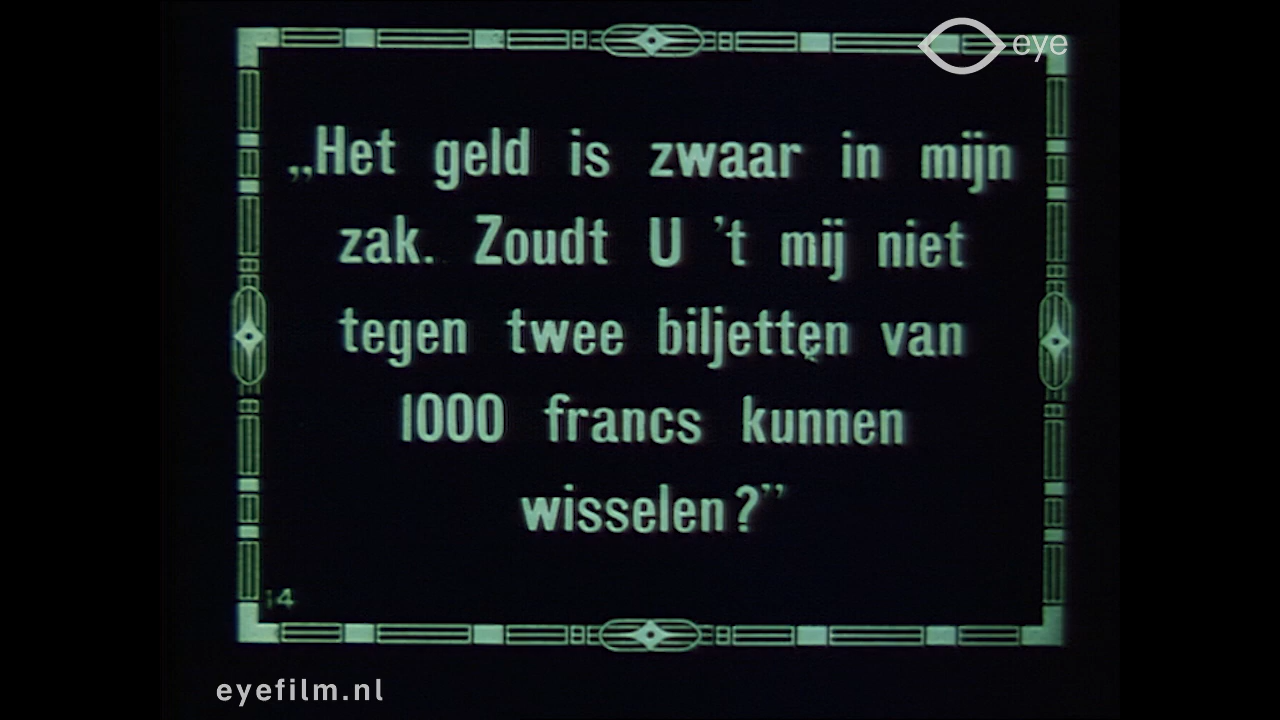 eye
„Het geld is zwaar in mijn
zak. Zoudt U 't mij niet
tegen twee biljetten van
1000 francs kunnen
wisselen?”
14
eyefilm.nl